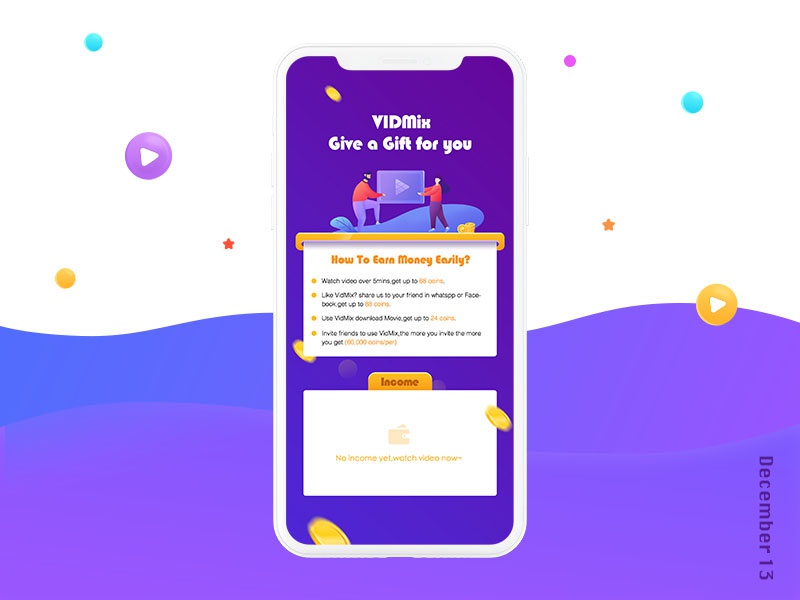 VIDMix
Give a Gift for you
How To Earn Money Easily?
Watch video over 5mins,get up to 68 coins.
Like VidMix? share us to your friend in whatspp or Face-
book,get up to 88 coins.
Use VidMix download Movie,get up to 24 coins.
Invite friends to use VidMix,the more you invite the more
you get.(60,000 coins/per)
Income
No income yet,watch video now~
December 13